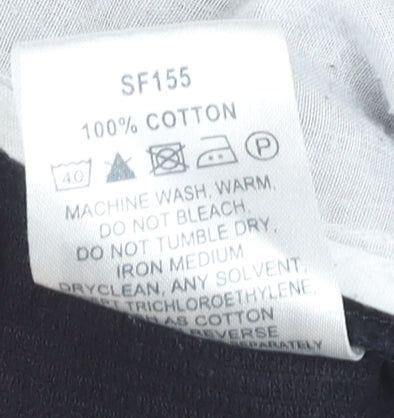 SF155
100% COTTON
40 P
MACHINE WASH, WARM,
DO NOT BLEACH,
DO NOT TUMBLE DRY,
IRON MEDIUM
DRYCLEAN, ANY SOLVENT,
TRICHLOROETHYLENE,
AS COTTON
REVERSE
SEPARATELY